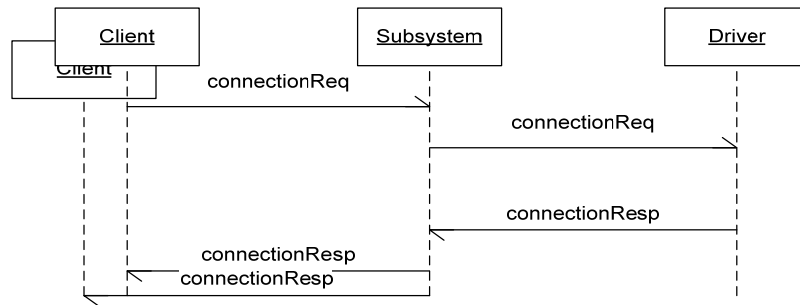 Client
Subsystem
Driver
Client
connectionReq
connectionReq
connectionResp
connectionResp
connectionResp